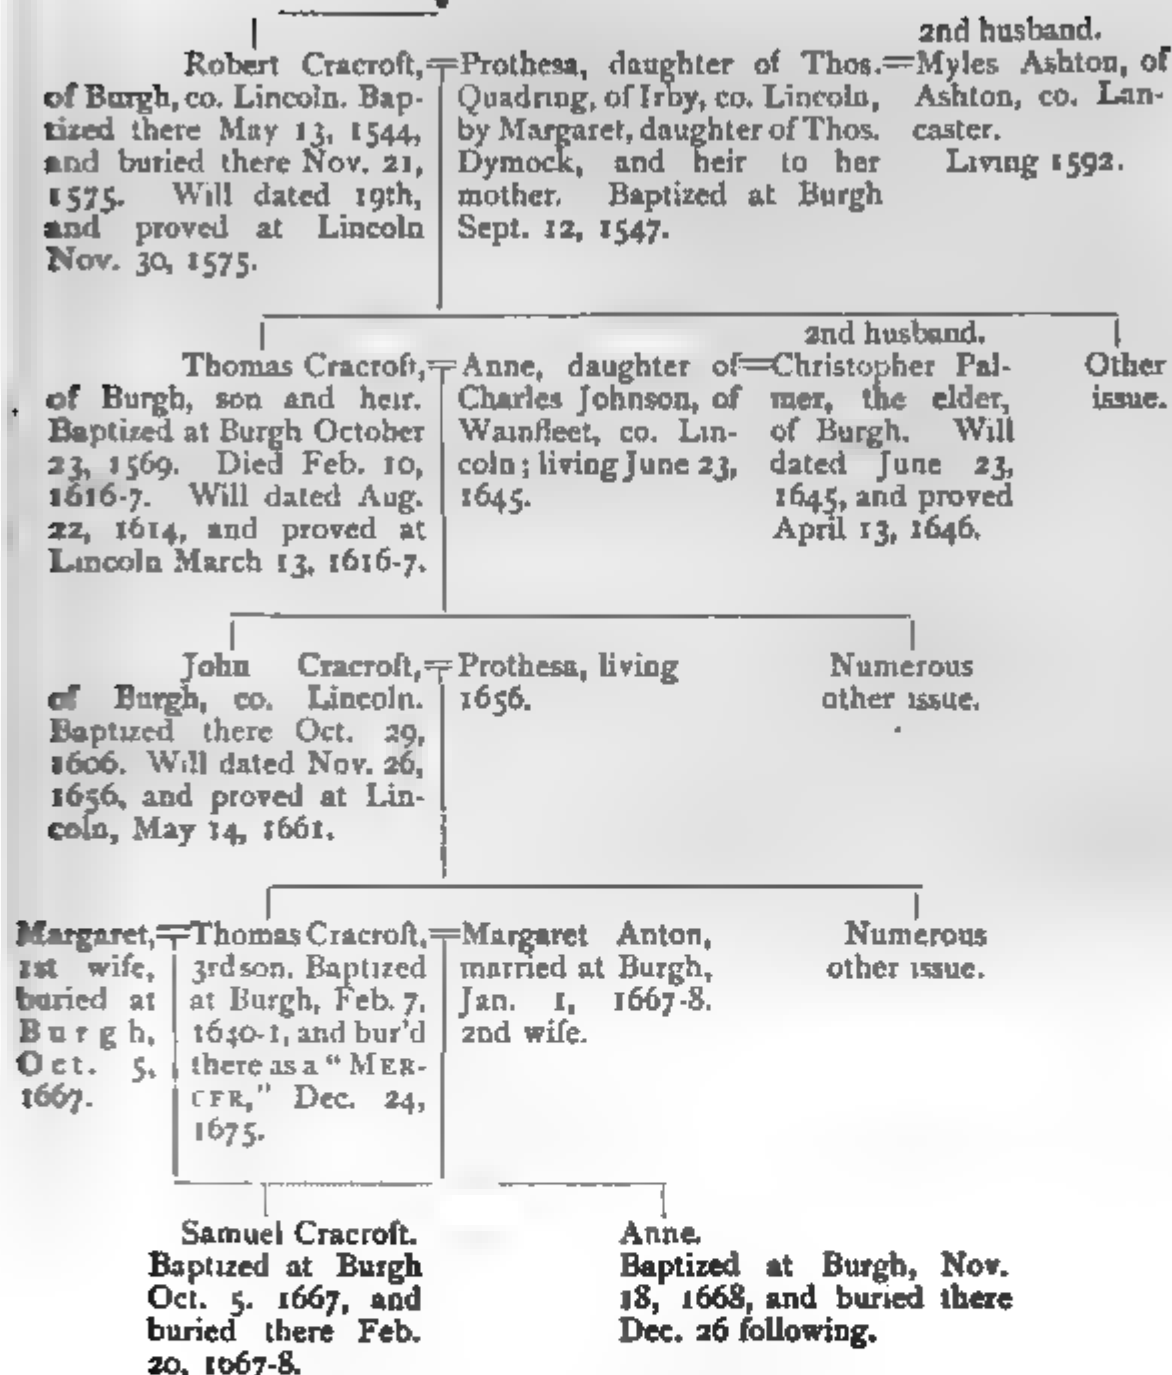 Robert Cracroft,
of Burgh, co. Lincoln. Bap-
tized there May 13, 1544,
and buried there Nov. 21,
1575. Will dated 19th,
and proved at Lincoln
Nov. 30, 1575.
Prothesa, daughter of Thos.
Quadring, of Irby, co. Lincoln,
by Margaret, daughter of Thos.
Dymock, and heir to her
mother. Baptized at Burgh
Sept. 12, 1547.
2nd husband.
Myles Ashton, of
Ashton, co. Lan-
caster.
Living 1592.
Thomas Cracroft,
of Burgh, son and heir.
Baptized at Burgh October
23, 1569. Died Feb. 10,
1616-7. Will dated Aug.
22, 1614, and proved at
Lincoln March 13, 1616-7.
Anne, daughter of
Charles Johnson, of
Wainfleet, co. Lin-
coln; living June 23,
1645.
2nd husband.
Christopher Pal-
mer, the elder,
of Burgh. Will
dated June 23,
1645, and proved
April 13, 1646.
Other
issue.
John Cracroft,
of Burgh, co. Lincoln.
Baptized there Oct. 29,
1606. Will dated Nov. 26,
1656, and proved at Lin-
coln, May 14, 1661.
Prothesa, living
1656.
Numerous
other issue.
Margaret,
1st wife,
buried at
Burgh,
Oct. 5,
1667.
Thomas Cracroft,
3rd son. Baptized
at Burgh, Feb. 7,
and bur'd
there as a "MER-
CER," Dec. 24,
1675.
Margaret Anton,
married at Burgh,
Jan. 1, 1667-8.
2nd wife.
Numerous
other issue.
Samuel Cracroft.
Baptized at Burgh
Oct. 5. 1667, and
buried there Feb.
20, 1667-8.
Anne.
Baptized at Burgh, Nov.
18, 1668, and buried there
Dec. 26 following.